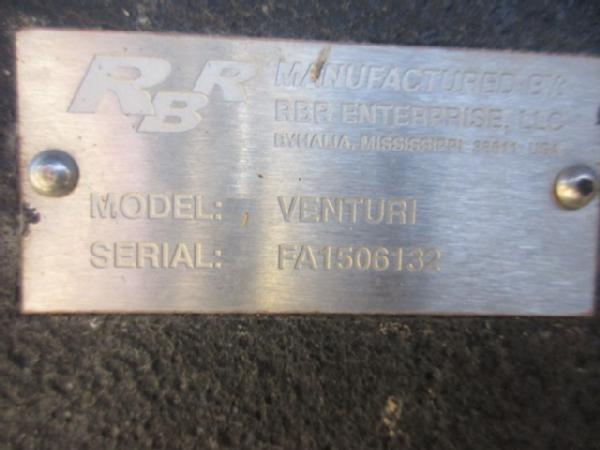 RBR
MANUFACTURED BY:
RBR ENTERPRISE, LLC
BYHALIA, MISSISSIPPI 38611 USA
MODEL: VENTURI
SERIAL: FA1506132